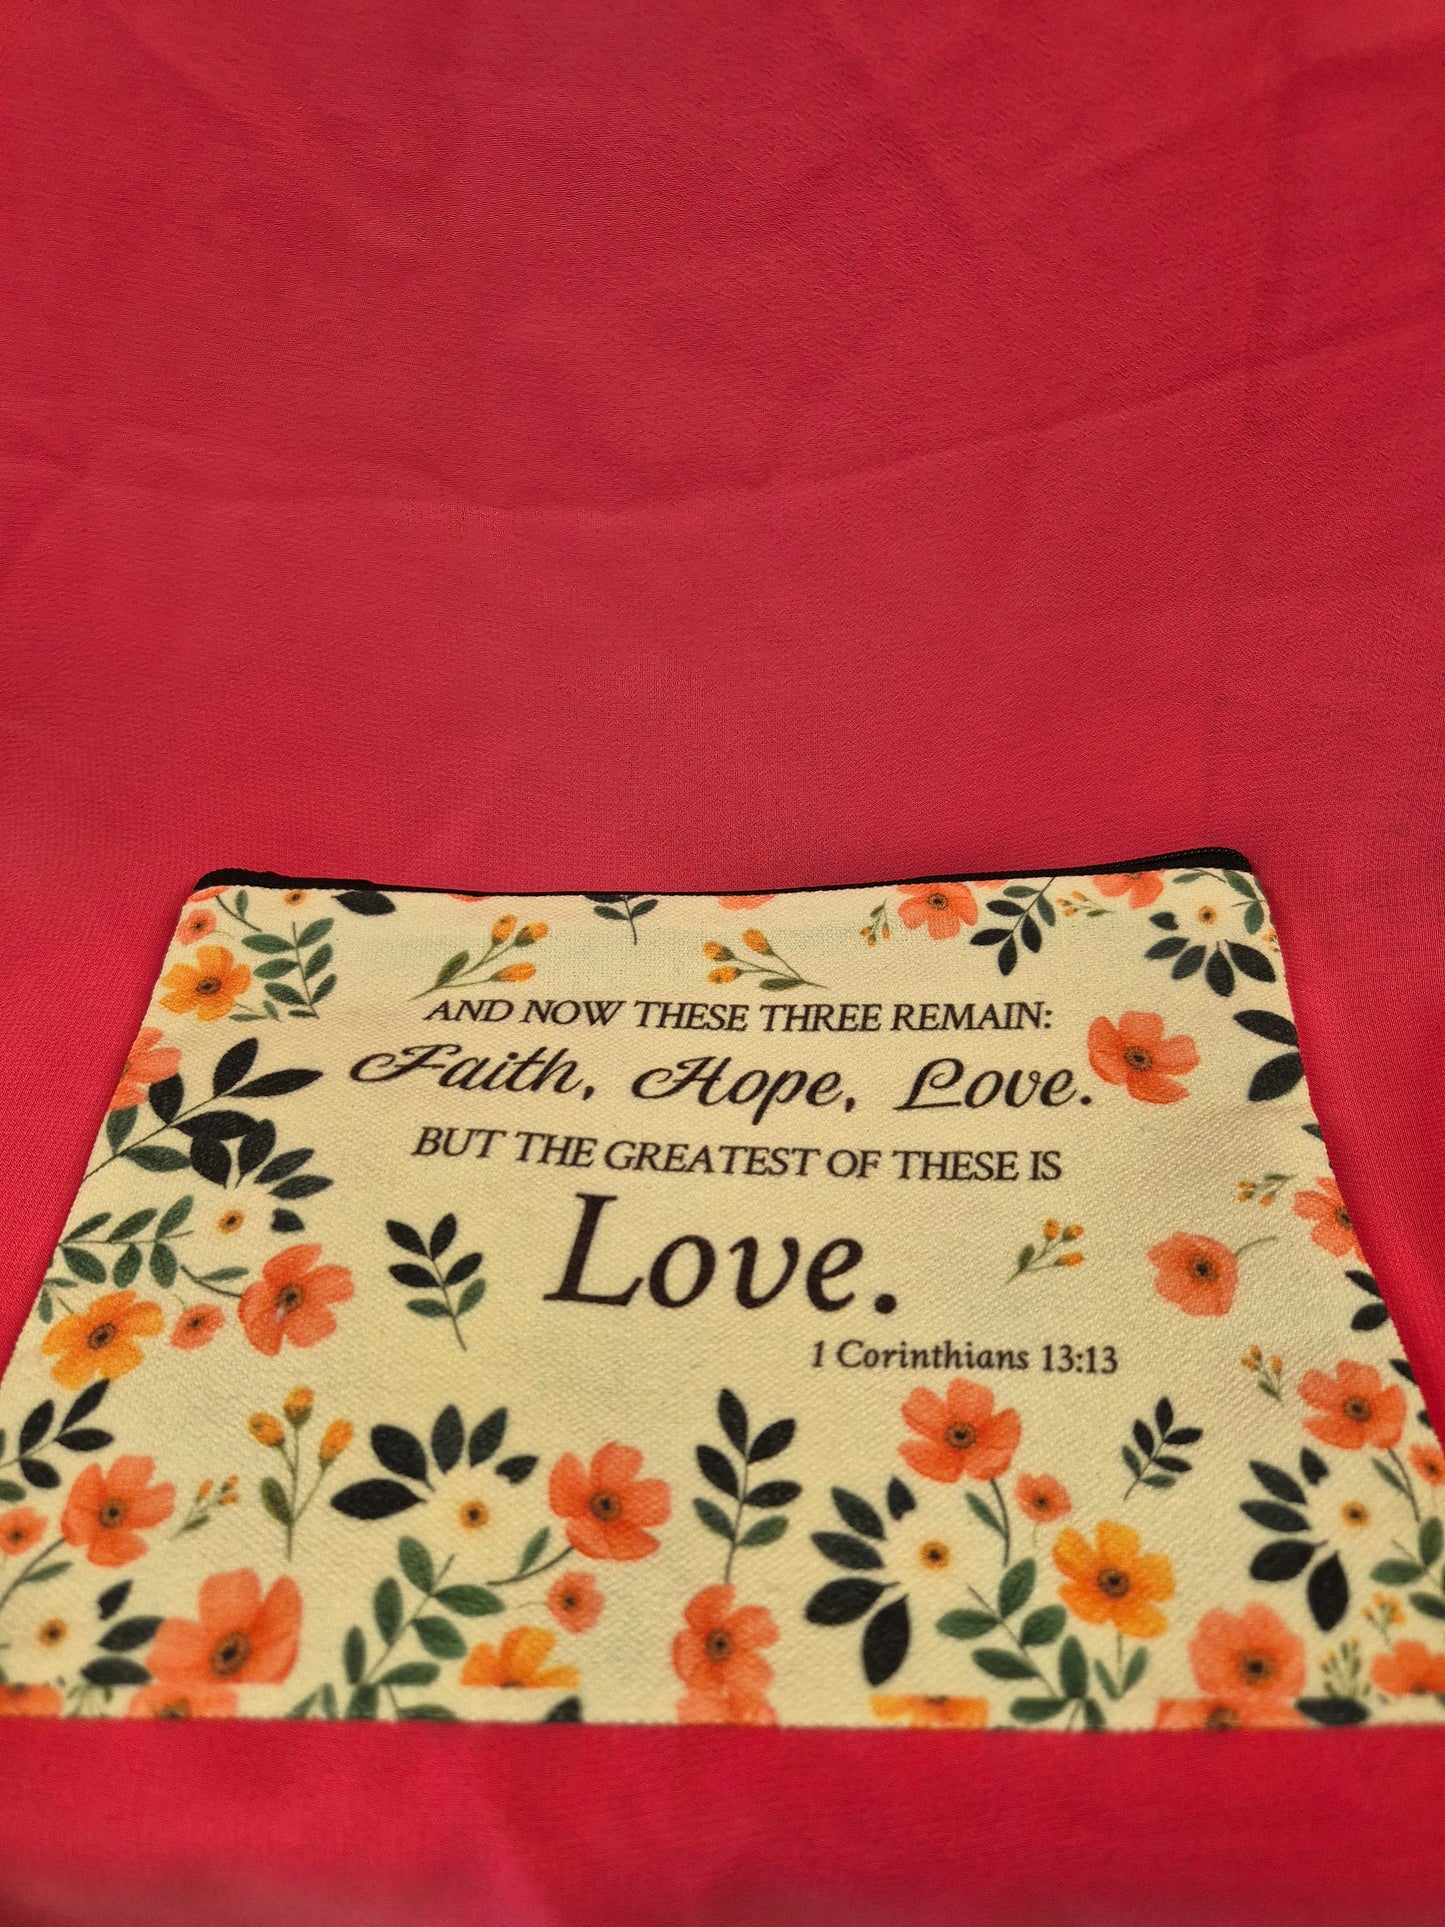 AND NOW THESE THREE REMAIN:
Faith, Hope, Love.
BUT THE GREATEST OF THESE IS
Love.
1 Corinthians 13:13